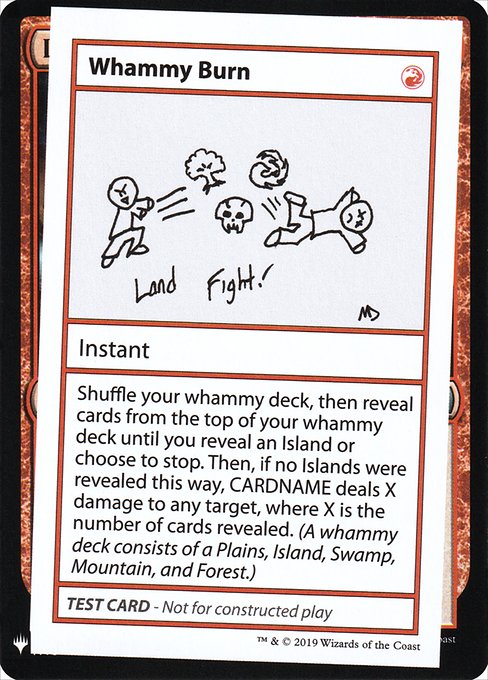 Whammy Burn
Land Fight!
MD
Instant
Shuffle your whammy deck, then reveal
cards from the top of your whammy
deck until you reveal an Island or
choose to stop. Then, if no Islands were
revealed this way, CARDNAME deals X
damage to any target, where X is the
number of cards revealed. (A whammy
deck consists of a Plains, Island, Swamp,
Mountain, and Forest.)
TEST CARD - Not for constructed play
™ & © 2019 Wizards of the Coast